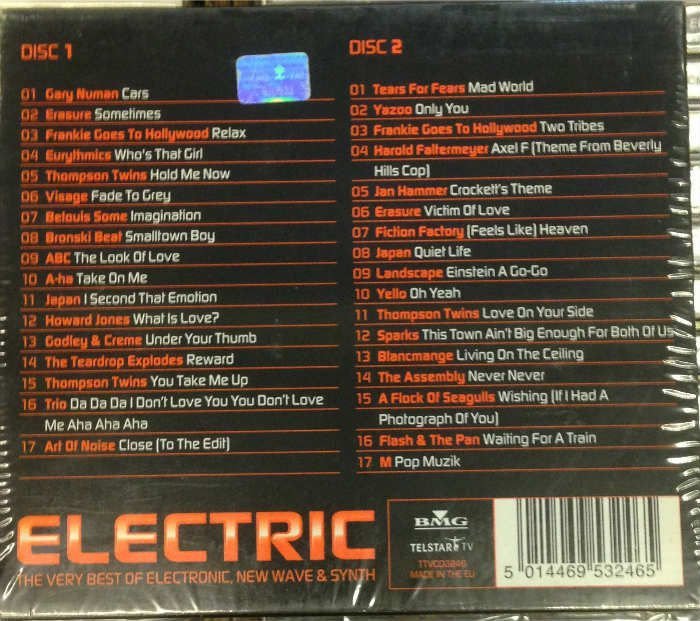 DISC 1
01 Gary Numan Cars
02 Erasure Sometimes
03 Frankie Goes To Hollywood Relax
04 Eurythmics Who's That Girl
05 Thompson Twins Hold Me Now
06 Visage Fade To Grey
07 Belouis Some Imagination
08 Bronski Beat Smalltown Boy
09 ABC The Look Of Love
10 A-ha Take On Me
11 Japan I Second That Emotion
12 Howard Jones What Is Love?
13 Godley & Creme Under Your Thumb
14 The Teardrop Explodes Reward
15 Thompson Twins You Take Me Up
16 Trio Da Da Da I Don't Love You You Don't Love
Me Aha Aha Aha
17 Art Of Noise Close (To The Edit)
DISC 2
01 Tears For Fears Mad World
02 Yazoo Only You
03 Frankie Goes To Hollywood Two Tribes
04 Harold Faltermeyer Axel F (Theme From Beverly
Hills Cop)
05 Jan Hammer Crockett's Theme
06 Erasure Victim Of Love
07 Fiction Factory (Feels Like) Heaven
08 Japan Quiet Life
09 Landscape Einstein A Go-Go
10 Yello Oh Yeah
11 Thompson Twins Love On Your Side
12 Sparks This Town Ain't Big Enough For Both Of Us
13 Blancmange Living On The Ceiling
14 The Assembly Never Never
15 A Flock Of Seagulls Wishing (If I Had A
Photograph Of You)
16 Flash & The Pan Waiting For A Train
17 M Pop Muzik
ELECTRIC
THE VERY BEST OF ELECTRONIC, NEW WAVE & SYNTH
BMG
TELSTAR TV
TTVCD3246
MADE IN THE EU
5 014469 532465